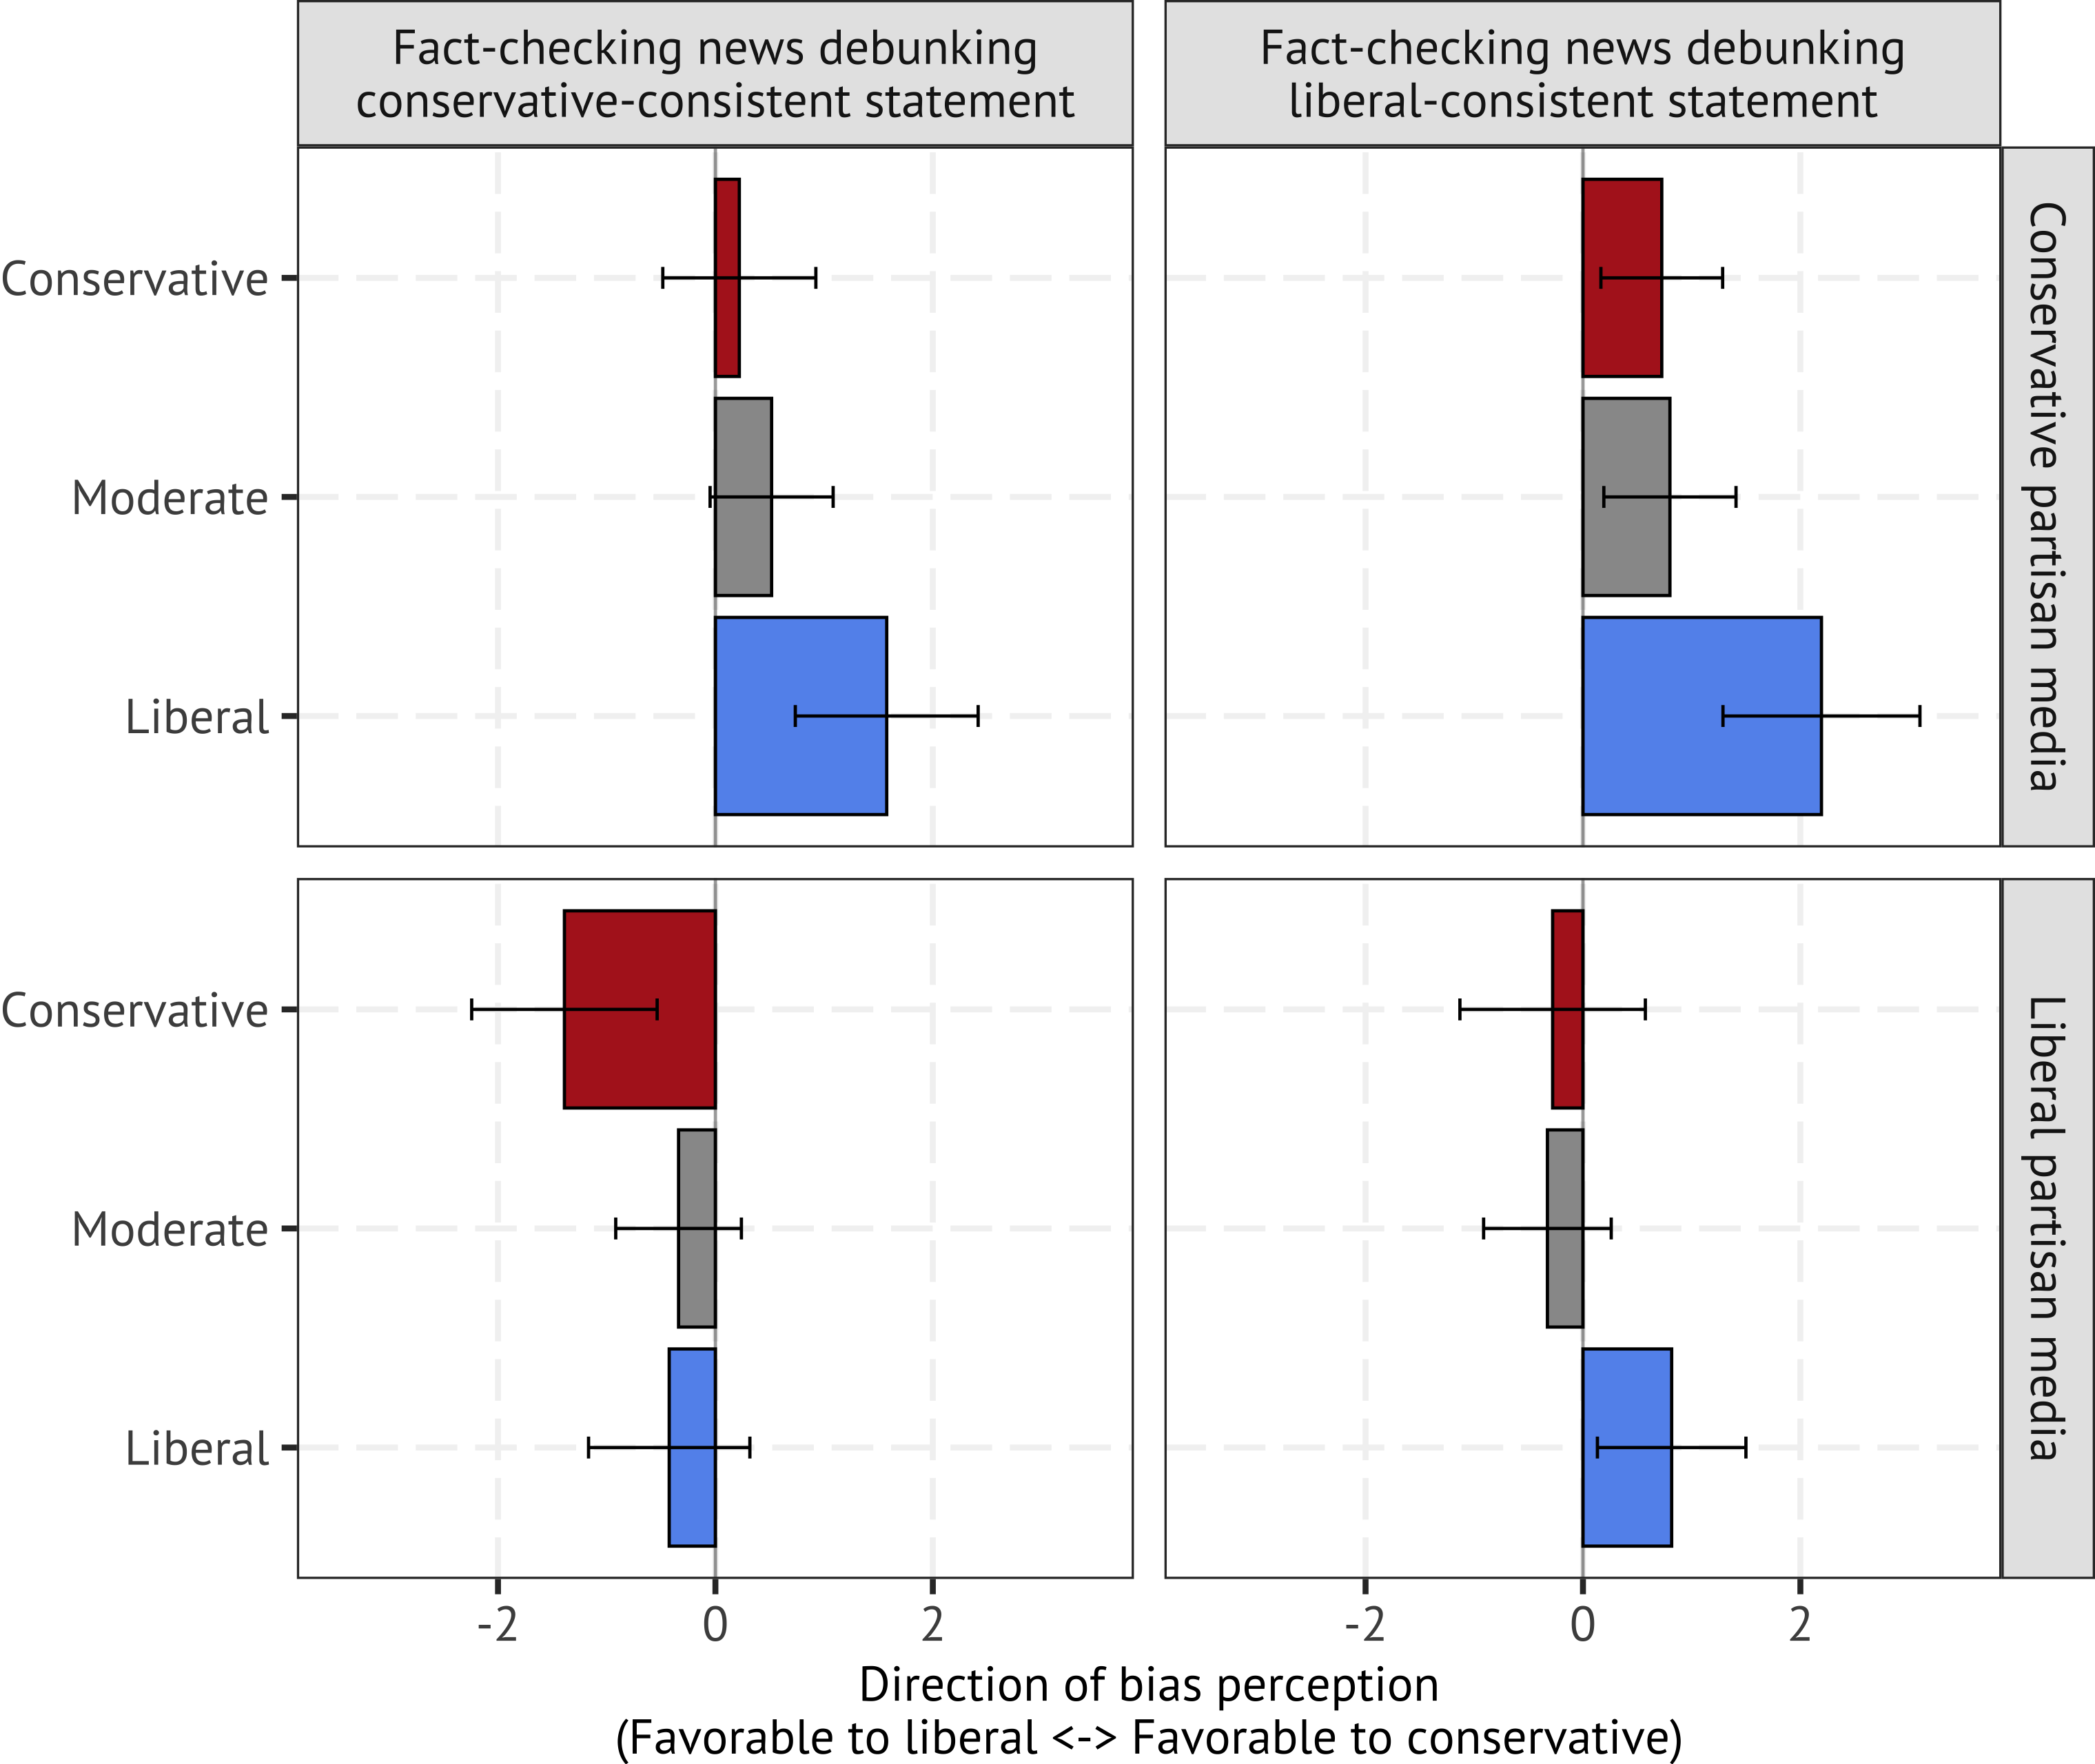 Fact-checking news debunking
conservative-consistent statement
Fact-checking news debunking
liberal-consistent statement
Conservative
Moderate
Liberal
Conservative partisan media
Conservative
Moderate
Liberal
Liberal partisan media
-2 0 2
-2 0 2
Direction of bias perception
(Favorable to liberal <-> Favorable to conservative)